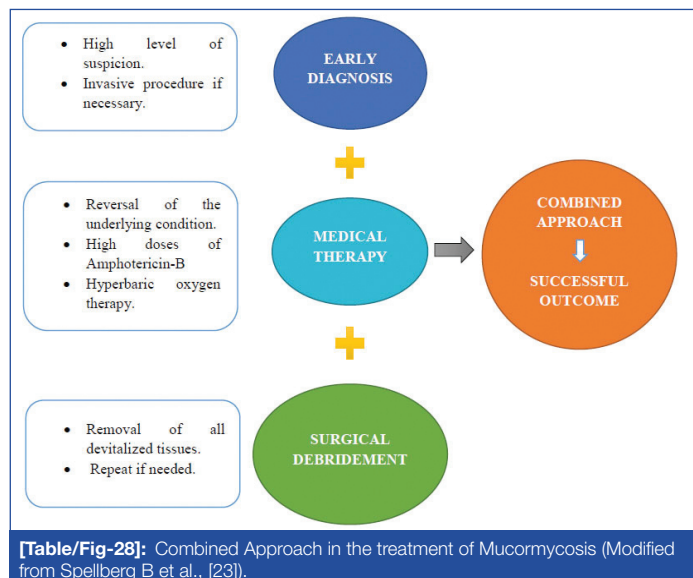 • High level of
suspicion.
• Invasive procedure if
necessary.
EARLY
DIAGNOSIS
• Reversal of the
underlying condition.
• High doses of
Amphotericin-B
• Hyperbaric oxygen
therapy.
MEDICAL
THERAPY
COMBINED
APPROACH
SUCCESSFUL
OUTCOME
• Removal of all
devitalized tissues.
• Repeat if needed.
SURGICAL
DEBRIDEMENT
[Table/Fig-28]: Combined Approach in the treatment of Mucormycosis (Modified
from Spellberg B et al., [23]).